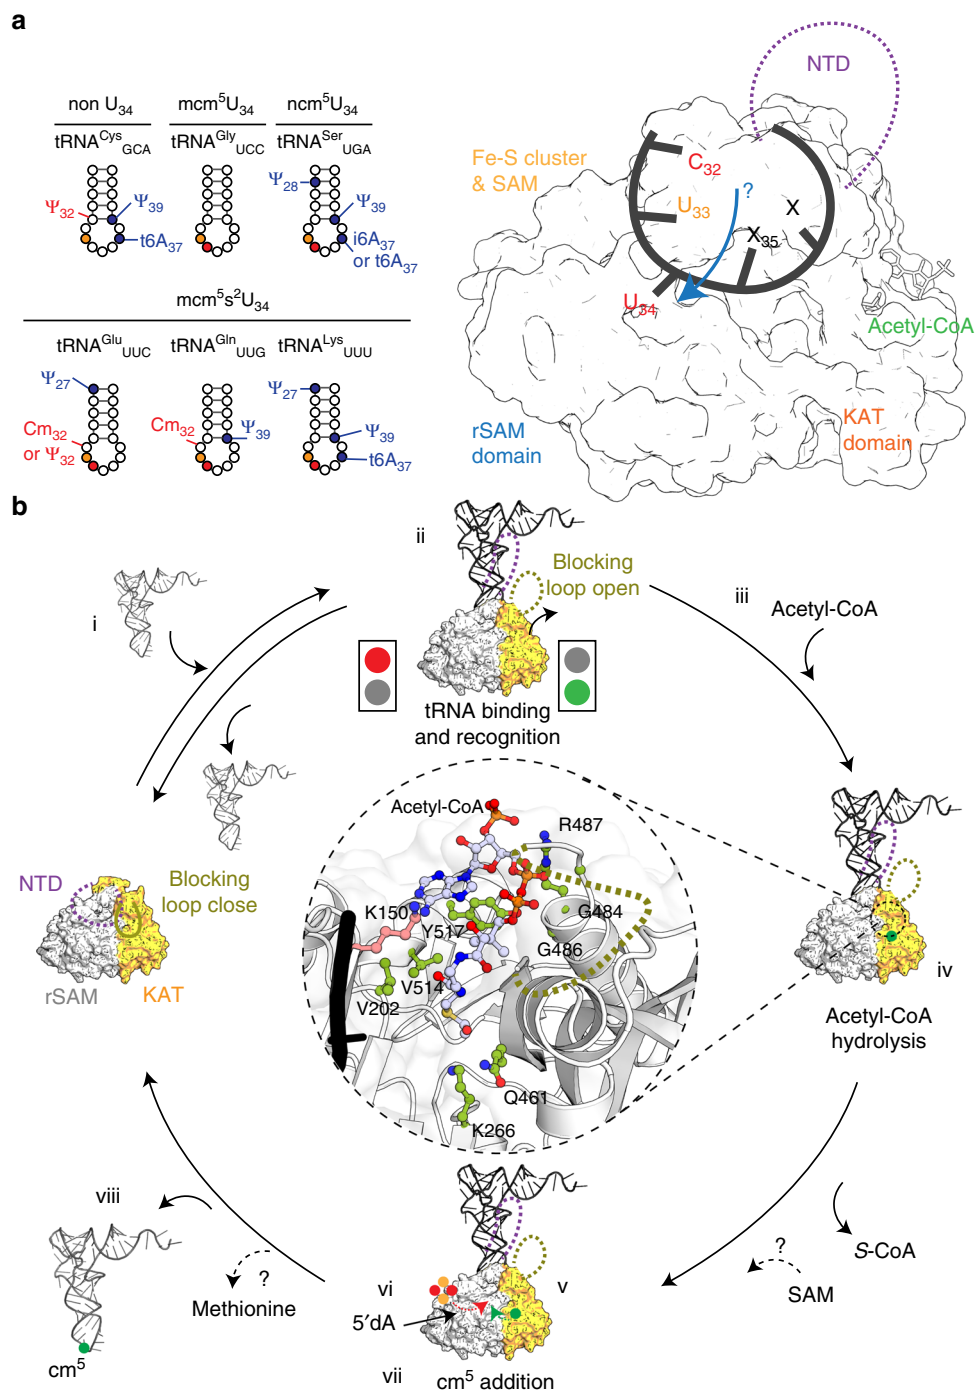 a
non U34
mcm5U34
ncm5U34
tRNACysGCA
tRNAGlyUCC
tRNASerUGA
Ψ28
Ψ32
Ψ39
Ψ39
t6A37
i6A37
or t6A37
mcm5s2U34
tRNAGluUUC
tRNAGlnUUG
tRNALysUUU
Ψ27
Ψ27
Cm32
or Ψ32
Cm32
Ψ39
Ψ39
t6A37
NTD
Fe-S cluster
& SAM
C32
?
U33
X
X35
U34
Acetyl-CoA
rSAM
domain
KAT
domain
b
i
ii
Blocking
loop open
iii
Acetyl-CoA
tRNA binding
and recognition
NTD
Blocking
loop close
rSAM
KAT
Acetyl-CoA
R487
K150
Y517
G484
G486
V514
V202
Q461
K266
iv
Acetyl-CoA
hydrolysis
S-CoA
?
SAM
v
vi
5′dA
vii
cm5 addition
viii
?
Methionine
cm5